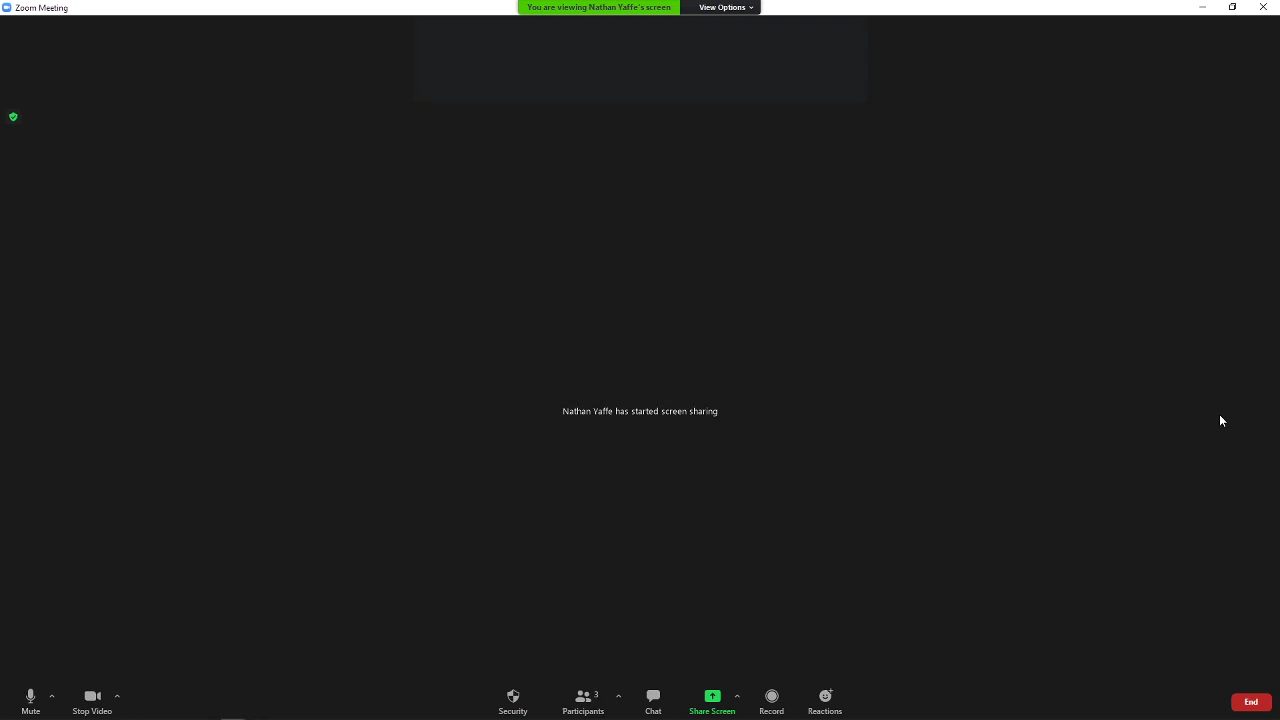 Zoom Meeting
You are viewing Nathan Yaffe's screen
View Options
Nathan Yaffe has started screen sharing
Mute
Stop Video
Security
Participants
3
Chat
Share Screen
Record
Reactions
End